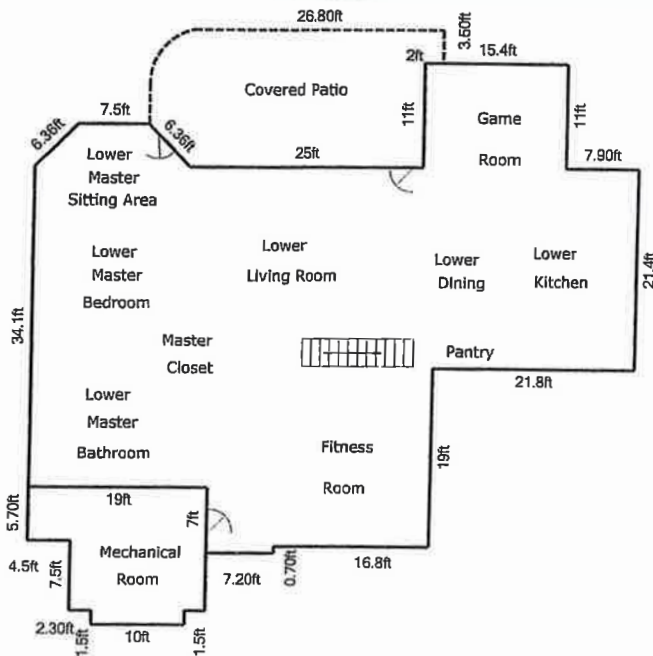 26.80ft
3.50ft
2ft
15.4ft
Covered Patio
7.5ft
6.36ft
6.36ft
11ft
Game
Room
11ft
7.90ft
25ft
Lower
Master
Sitting Area
Lower
Master
Bedroom
Lower
Living Room
Lower
Dining
Lower
Kitchen
21.4ft
34.1ft
Master
Closet
Pantry
21.8ft
Lower
Master
Bathroom
Fitness
Room
19ft
19ft
7ft
5.70ft
Mechanical
Room
4.5ft
7.5ft
7.20ft
0.70ft
16.8ft
2.30ft
1.5ft
10ft
1.5ft